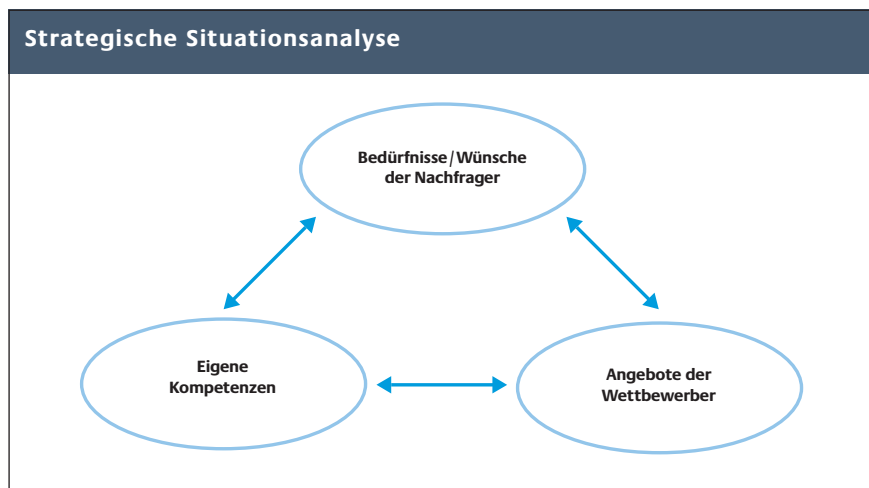 Strategische Situationsanalyse
Bedürfnisse/Wünsche
der Nachfrager
Eigene
Kompetenzen
Angebote der
Wettbewerber